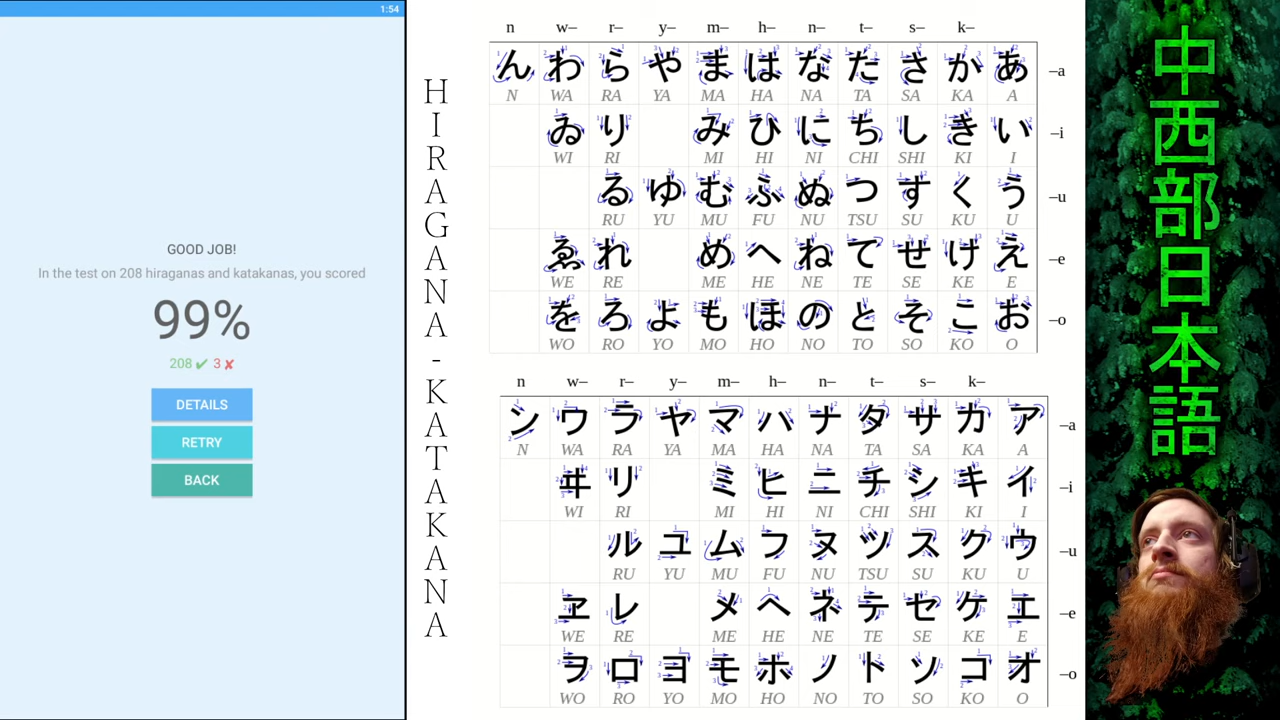 1:54
GOOD JOB!
In the test on 208 hiraganas and katakanas, you scored
99%
208 ✔ 3 ✘
DETAILS
RETRY
BACK
HIRAGANA - KATAKANA
n w– r– y– m– h– n– t– s– k–
ん わ ら や ま は な た さ か あ –a
N WA RA YA MA HA NA TA SA KA A
ゐ り み ひ に ち し き い –i
WI RI MI HI NI CHI SHI KI I
る ゆ む ふ ぬ つ す く う –u
RU YU MU FU NU TSU SU KU U
ゑ れ め へ ね て せ け え –e
WE RE ME HE NE TE SE KE E
を ろ よ も ほ の と そ こ お –o
WO RO YO MO HO NO TO SO KO O
n w– r– y– m– h– n– t– s– k–
ン ワ ラ ヤ マ ハ ナ タ サ カ ア –a
N WA RA YA MA HA NA TA SA KA A
ヰ リ ミ ヒ ニ チ シ キ イ –i
WI RI MI HI NI CHI SHI KI I
ル ユ ム フ ヌ ツ ス ク ウ –u
RU YU MU FU NU TSU SU KU U
ヱ レ メ ヘ ネ テ セ ケ エ –e
WE RE ME HE NE TE SE KE E
ヲ ロ ヨ モ ホ ノ ト ソ コ オ –o
WO RO YO MO HO NO TO SO KO O
中西部日本語